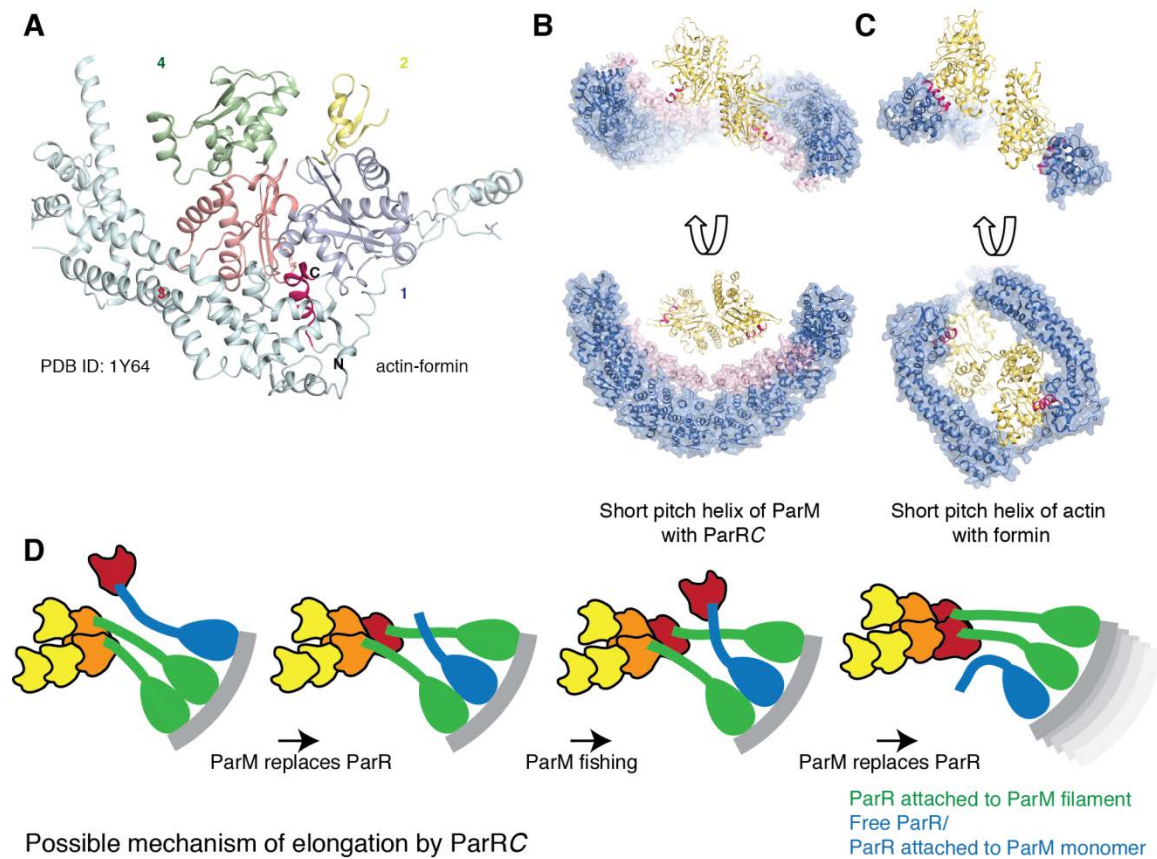 A
4
2
C
3
1
N
PDB ID: 1Y64
actin-formin
B
Short pitch helix of ParM
with ParRC
C
Short pitch helix of actin
with formin
D
ParM replaces ParR
ParM fishing
ParM replaces ParR
ParR attached to ParM filament
Free ParR/
ParR attached to ParM monomer
Possible mechanism of elongation by ParRC